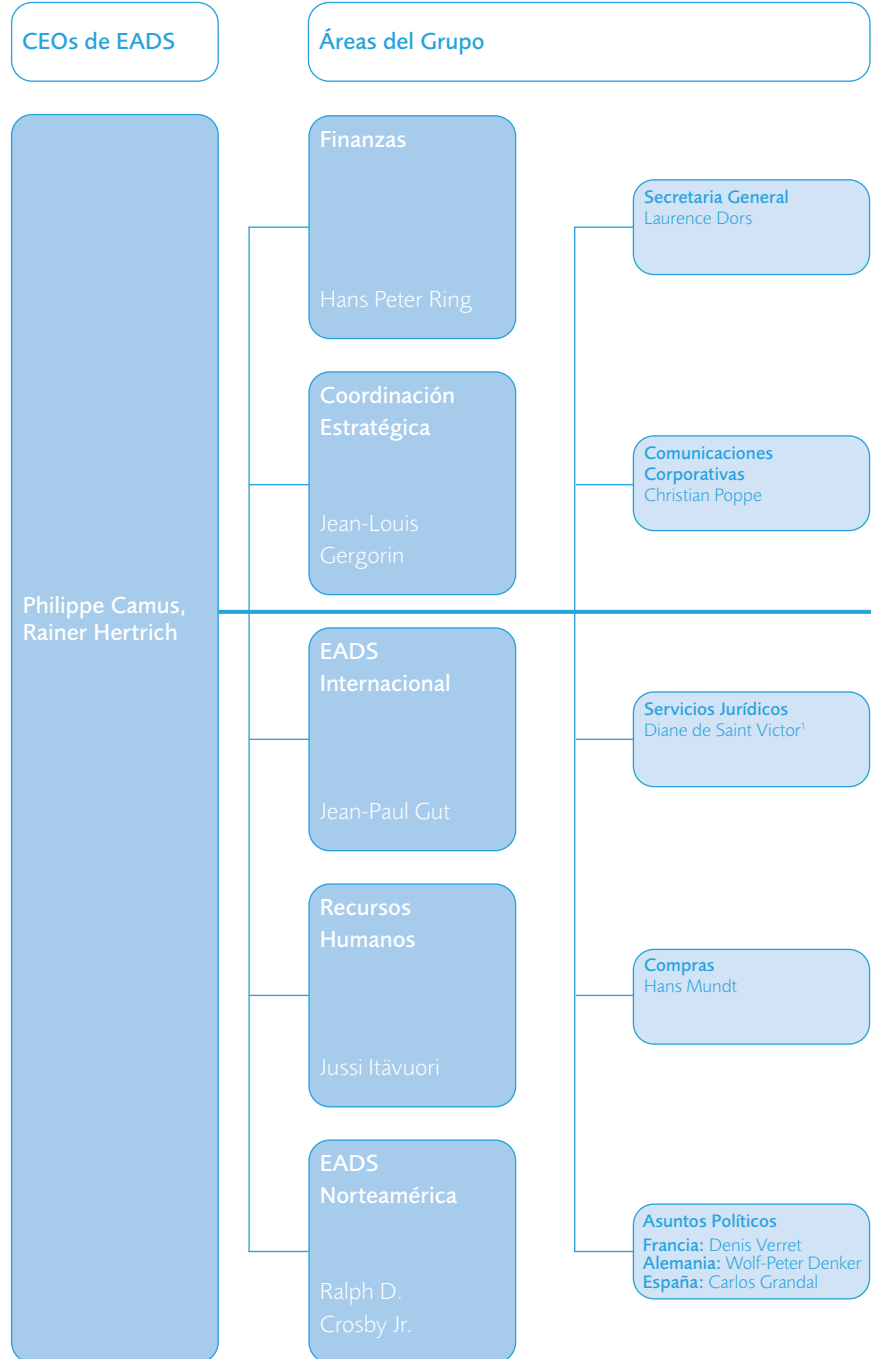 CEOs de EADS
Áreas del Grupo
Philippe Camus,
Rainer Hertrich
Finanzas
Hans Peter Ring
Coordinación
Estratégica
Jean-Louis
Gergorin
EADS
Internacional
Jean-Paul Gut
Recursos
Humanos
Jussi Itävuori
EADS
Norteamérica
Ralph D.
Crosby Jr.
Secretaria General
Laurence Dors
Comunicaciones
Corporativas
Christian Poppe
Servicios Jurídicos
Diane de Saint Victor¹
Compras
Hans Mundt
Asuntos Políticos
Francia: Denis Verret
Alemania: Wolf-Peter Denker
España: Carlos Grandal